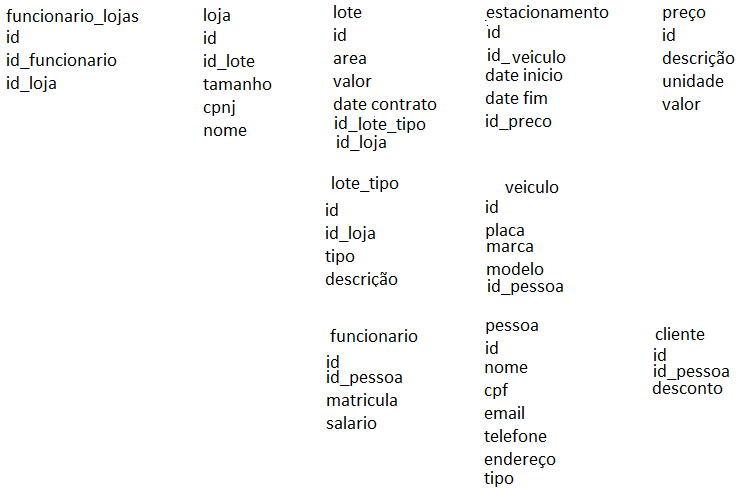 funcionario_lojas
id
id_funcionario
id_loja
loja
id
id_lote
tamanho
cpnj
nome
lote
id
area
valor
date contrato
id_lote_tipo
id_loja
estacionamento
id
id_veiculo
date inicio
date fim
id_preco
preço
id
descrição
unidade
valor
lote_tipo
id
id_loja
tipo
descrição
veiculo
id
placa
marca
modelo
id_pessoa
funcionario
id
id_pessoa
matricula
salario
pessoa
id
nome
cpf
email
telefone
endereço
tipo
cliente
id
id_pessoa
desconto